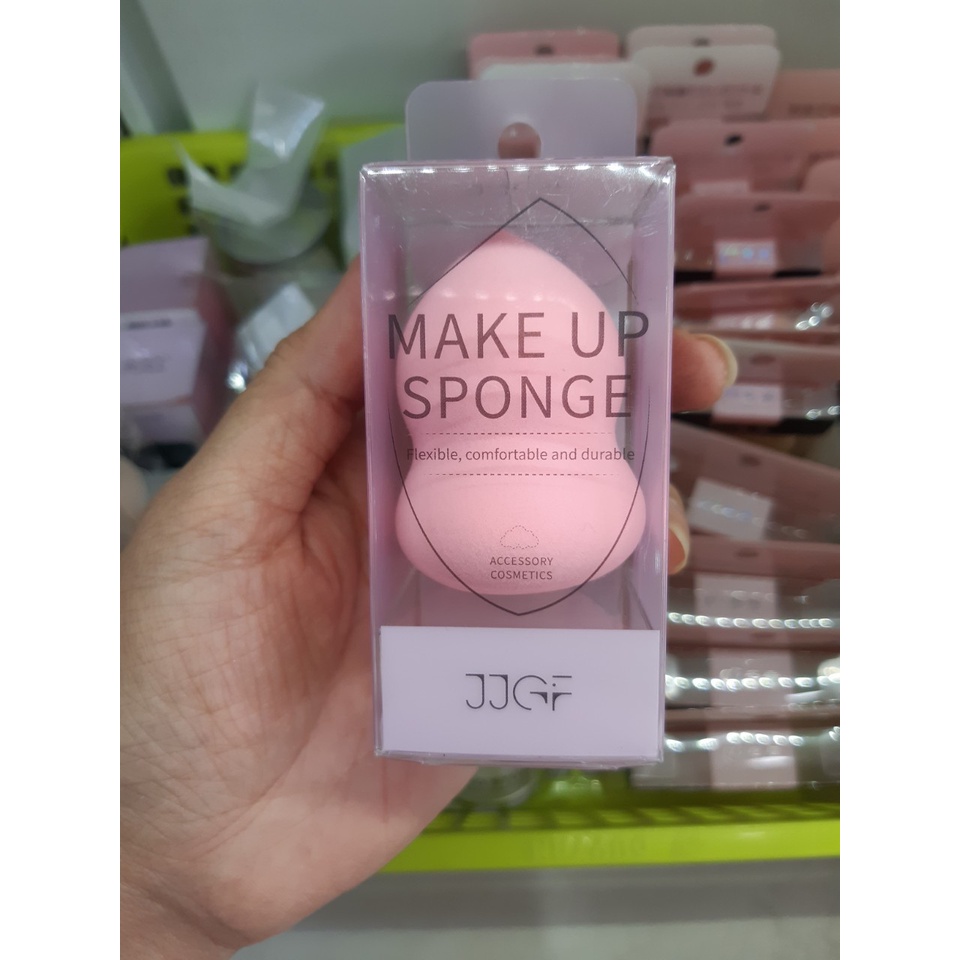 MAKE UP
SPONGE
Flexible, comfortable and durable
ACCESSORY
COSMETICS
JJGF